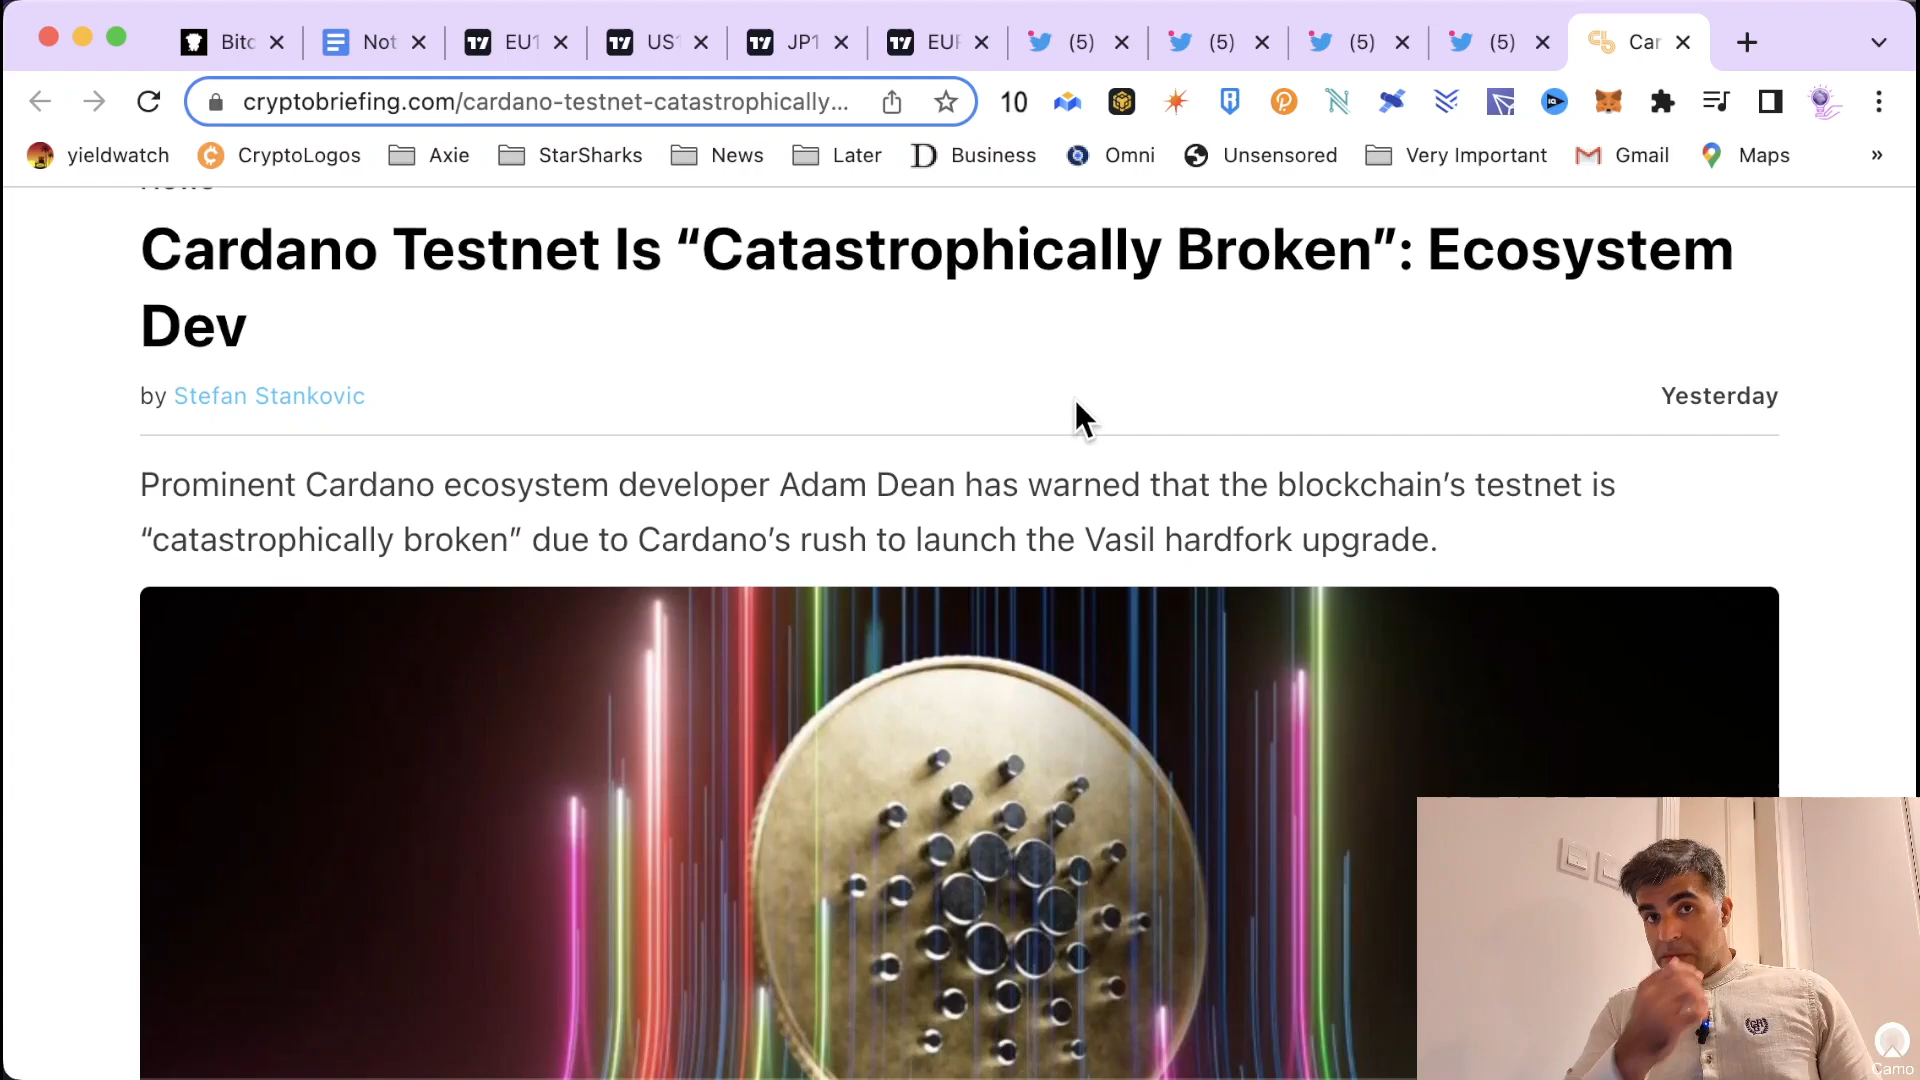 Bitc
Not
EU1
US1
JP1
EUR
(5)
(5)
(5)
(5)
Car
cryptobriefing.com/cardano-testnet-catastrophically...
10
yieldwatch
CryptoLogos
Axie
StarSharks
News
Later
Business
Omni
Unsensored
Very Important
Gmail
Maps
»
News
Cardano Testnet Is “Catastrophically Broken”: Ecosystem
Dev
by Stefan Stankovic
Yesterday
Prominent Cardano ecosystem developer Adam Dean has warned that the blockchain’s testnet is
“catastrophically broken” due to Cardano’s rush to launch the Vasil hardfork upgrade.
Camo